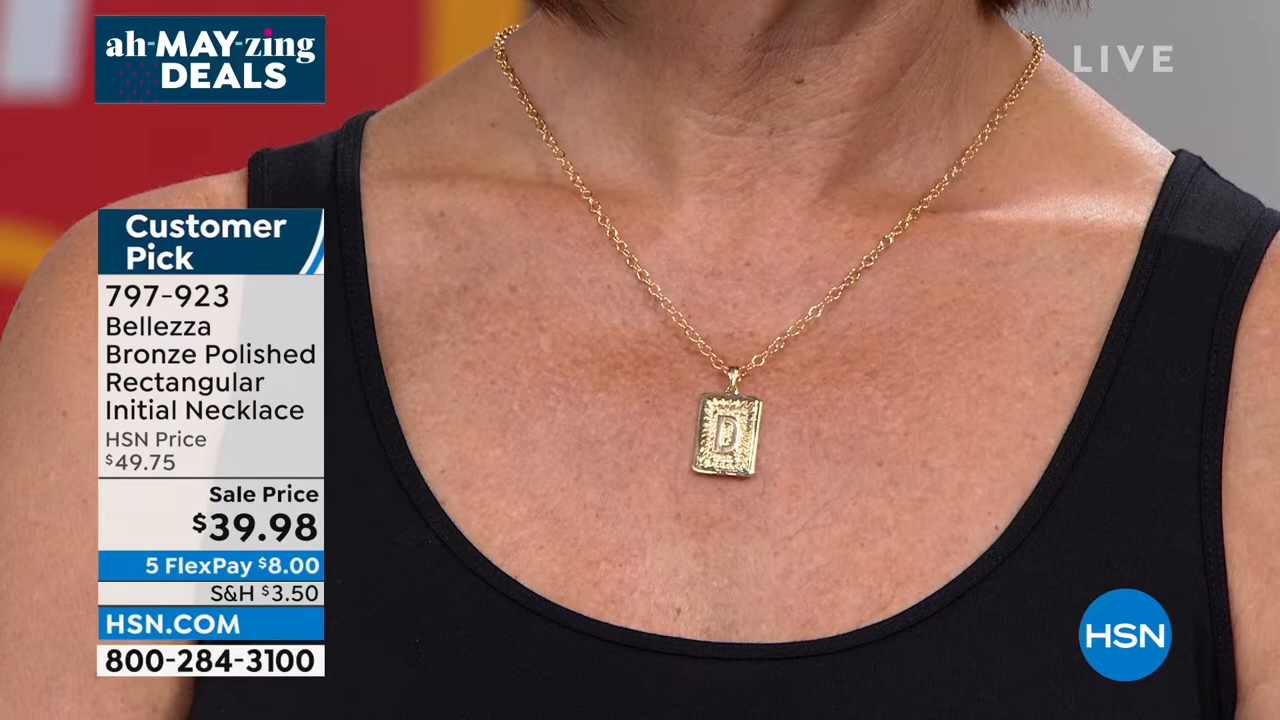 ah-MAY-zing
DEALS
LIVE
Customer
Pick
797-923
Bellezza
Bronze Polished
Rectangular
Initial Necklace
HSN Price
$49.75
Sale Price
$39.98
5 FlexPay $8.00
S&H $3.50
HSN.COM
800-284-3100
D
HSN